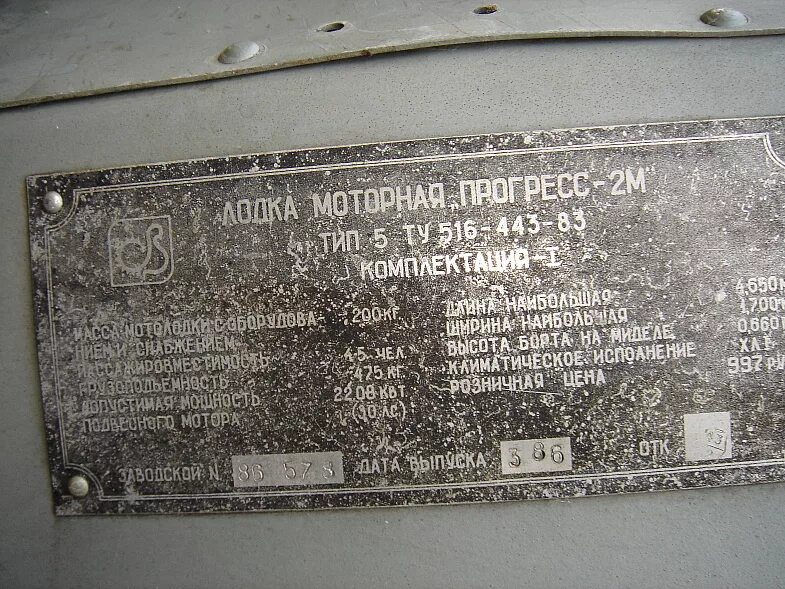 ЛОДКА МОТОРНАЯ „ПРОГРЕСС-2М"
ТИП 5 ТУ 516-443-83
КОМПЛЕКТАЦИЯ-I
МАССА МОТОЛОДКИ С ОБОРУДОВА-
НИЕМ И СНАБЖЕНИЕМ 200 КГ.
ПАССАЖИРОВМЕСТИМОСТЬ 4-5 ЧЕЛ.
ГРУЗОПОДЪЕМНОСТЬ 475 КГ.
ДОПУСТИМАЯ МОЩНОСТЬ 22.08 КВТ
ПОДВЕСНОГО МОТОРА (30 ЛС)
ДЛИНА НАИБОЛЬШАЯ 4.650
ШИРИНА НАИБОЛЬШАЯ 1.700
ВЫСОТА БОРТА НА МИДЕЛЕ 0.660
КЛИМАТИЧЕСКОЕ ИСПОЛНЕНИЕ ХЛ I
РОЗНИЧНАЯ ЦЕНА 997
ЗАВОДСКОЙ N 86 578 ДАТА ВЫПУСКА 3 86 ОТК